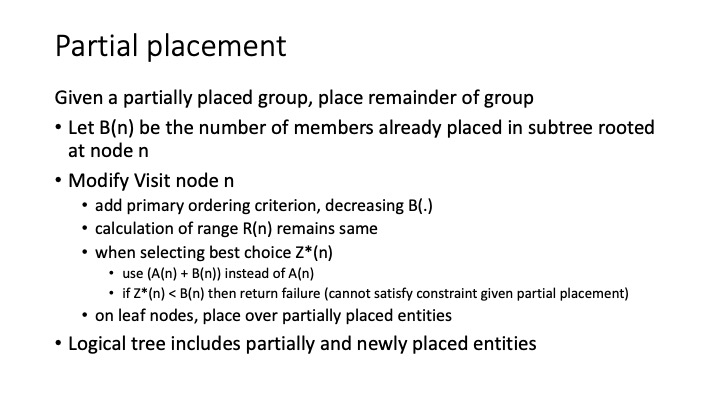 Partial placement
Given a partially placed group, place remainder of group
• Let B(n) be the number of members already placed in subtree rooted
at node n
• Modify Visit node n
• add primary ordering criterion, decreasing B(.)
• calculation of range R(n) remains same
• when selecting best choice Z*(n)
• use (A(n) + B(n)) instead of A(n)
• if Z*(n) < B(n) then return failure (cannot satisfy constraint given partial placement)
• on leaf nodes, place over partially placed entities
• Logical tree includes partially and newly placed entities